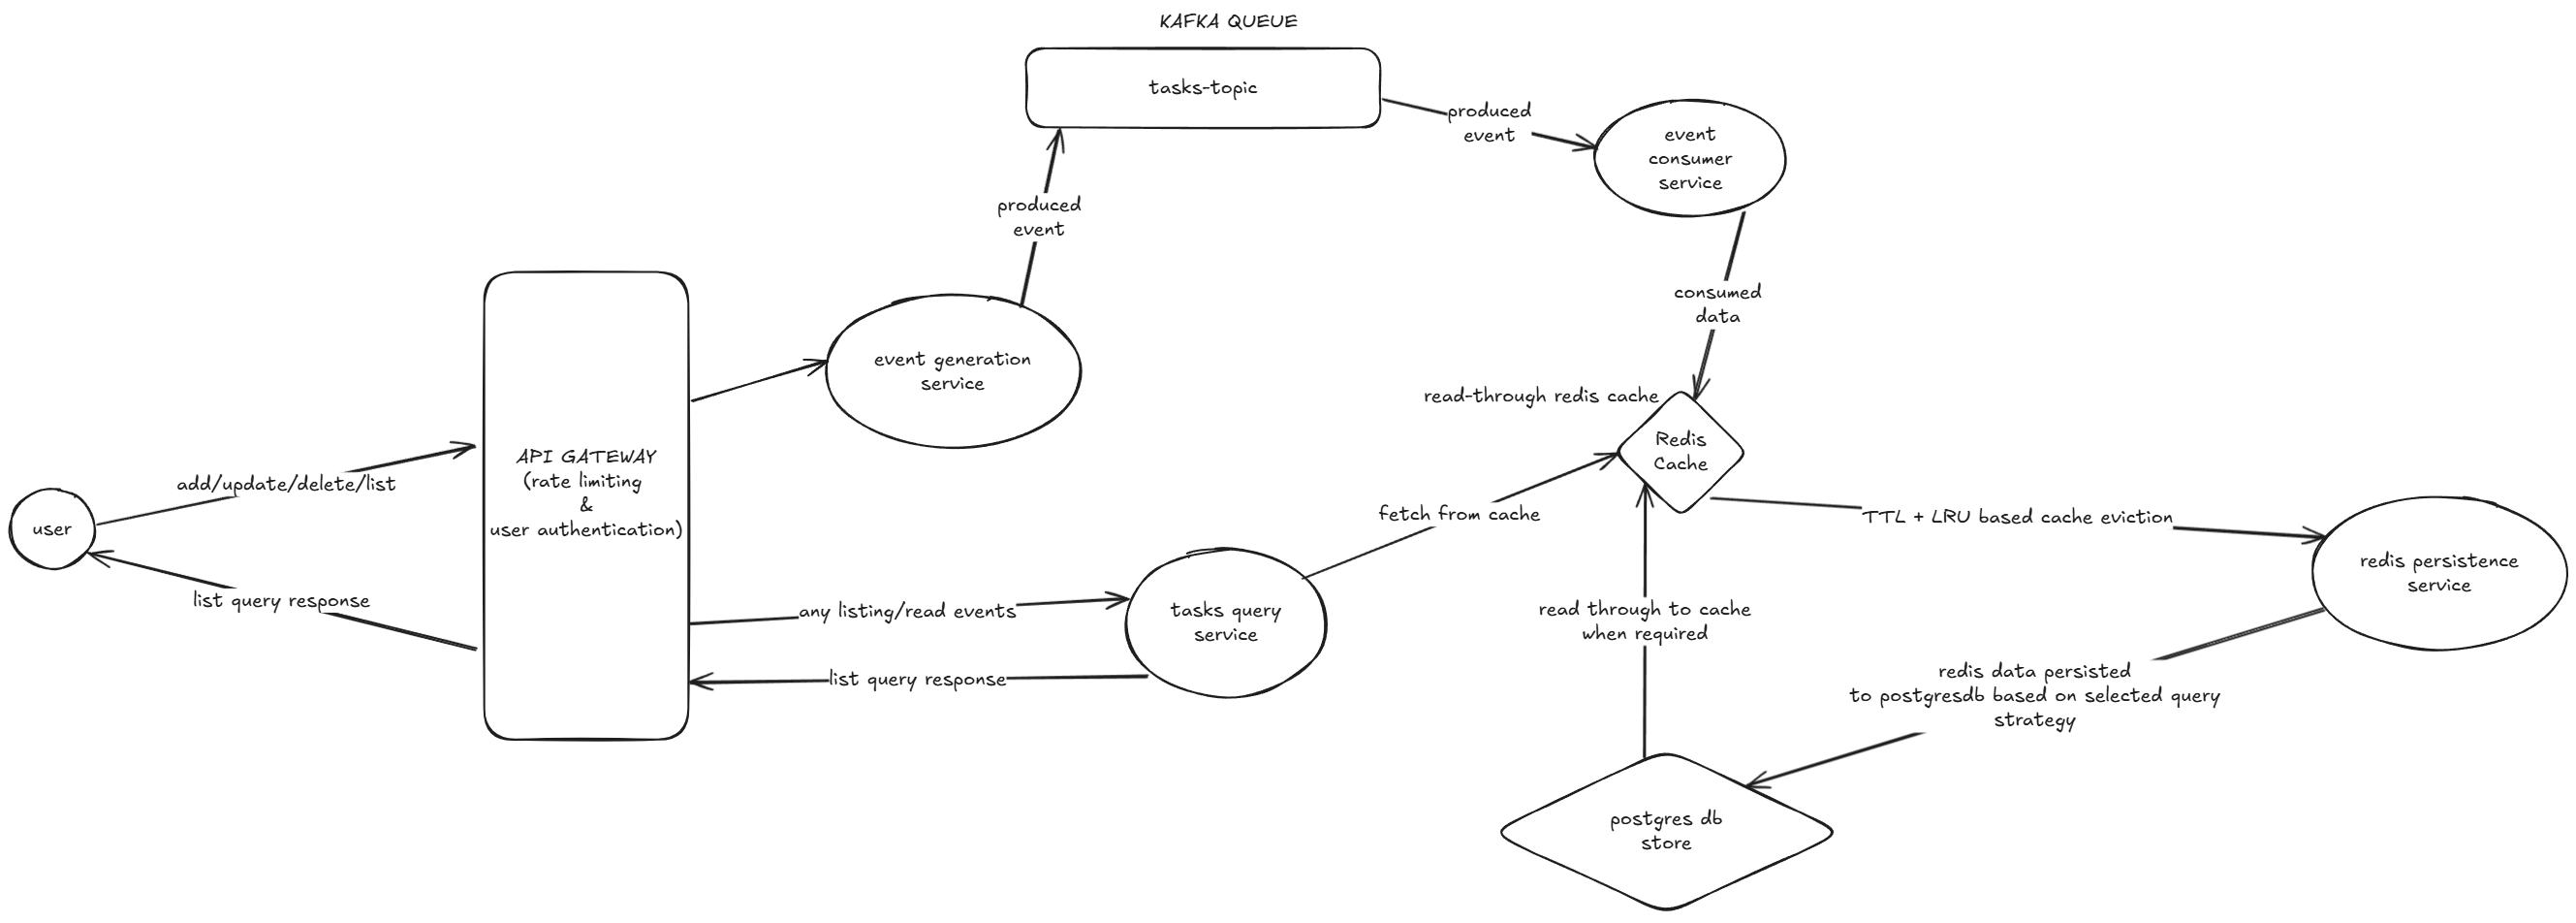 KAFKA QUEUE
tasks-topic
produced
event
event
consumer
service
produced
event
consumed
data
event generation
service
read-through redis cache
Redis
Cache
API GATEWAY
(rate limiting
&
user authentication)
add/update/delete/list
user
list query response
fetch from cache
TTL + LRU based cache eviction
redis persistence
service
any listing/read events
tasks query
service
list query response
read through to cache
when required
redis data persisted
to postgresdb based on selected query
strategy
postgres db
store